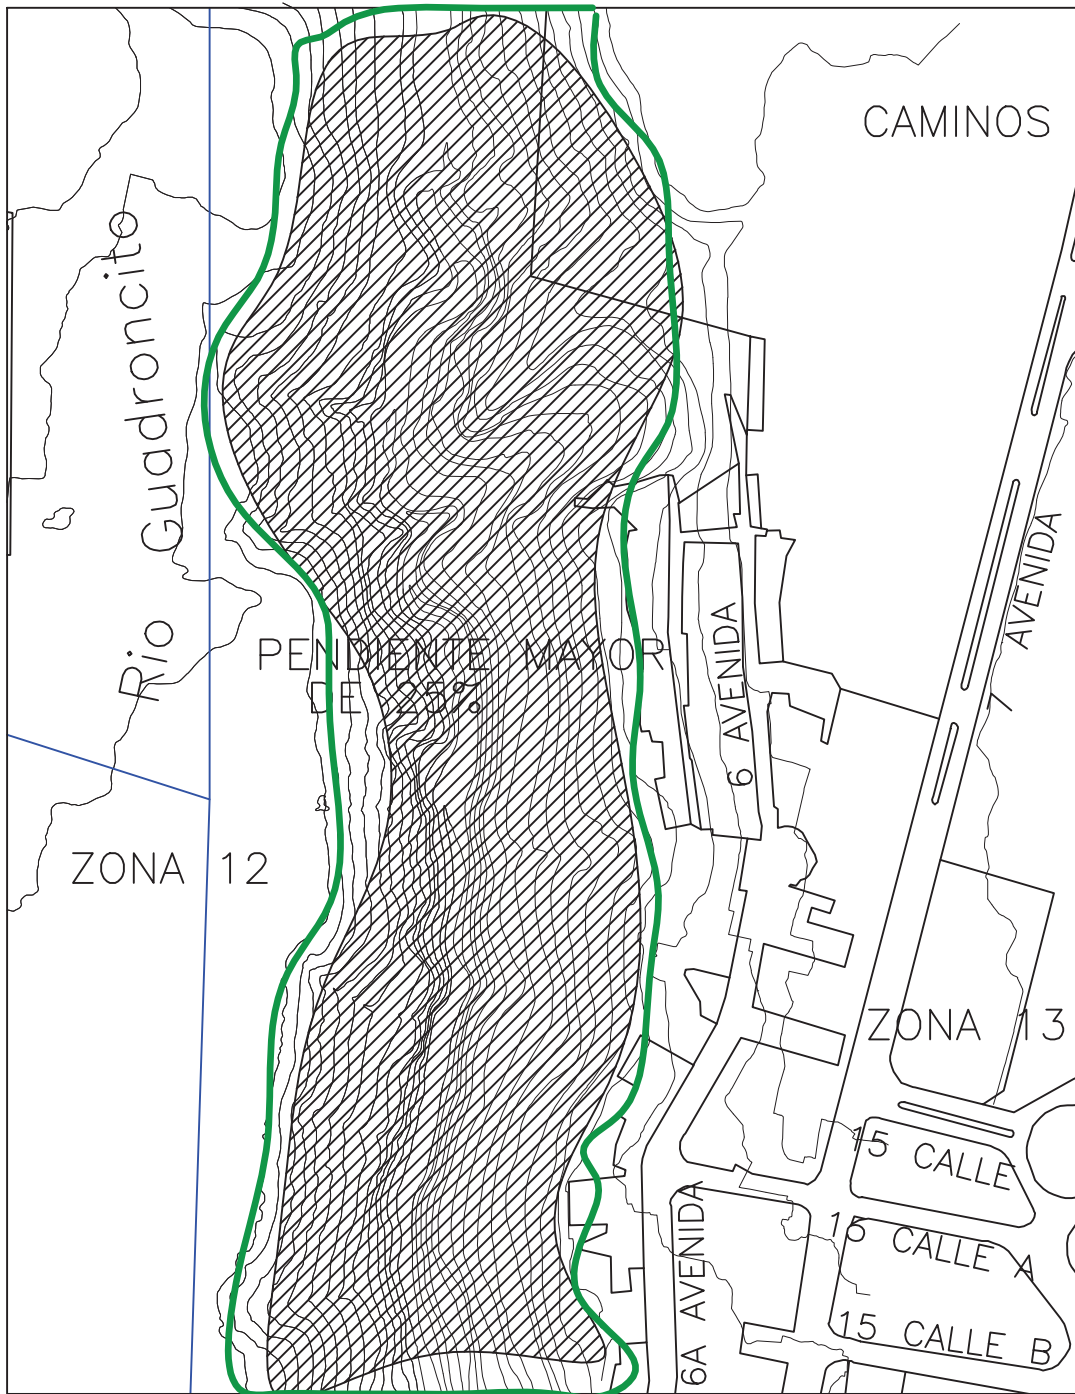 CAMINOS
Rio Guadroncito
7 AVENIDA
6 AVENIDA
PENDIENTE MAYOR
DE 25%
ZONA 12
ZONA 13
15 CALLE
15 CALLE A
6A AVENIDA
15 CALLE B